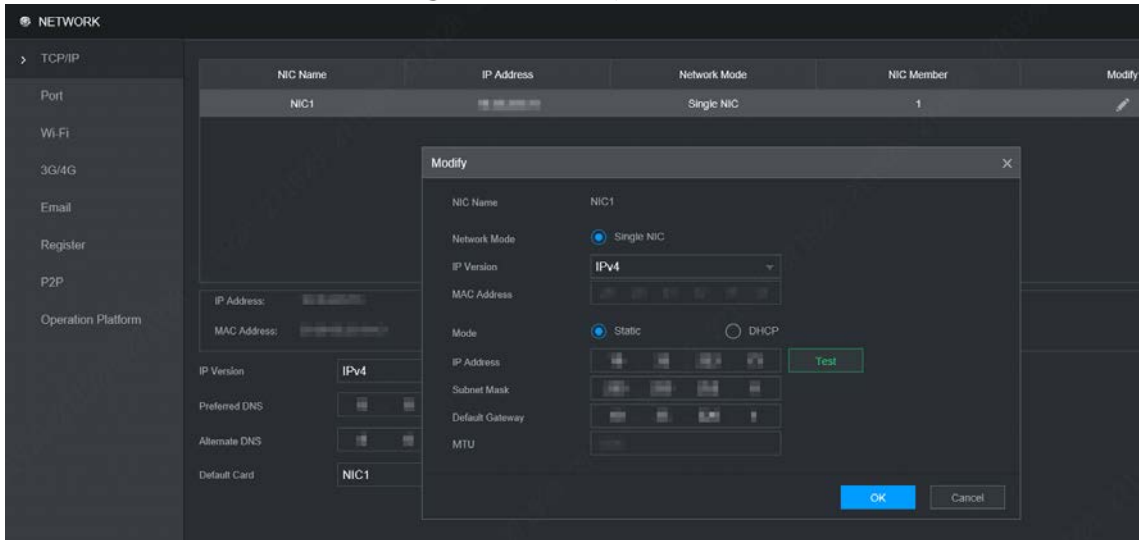 NETWORK
TCP/IP
Port
Wi-Fi
3G/4G
Email
Register
P2P
Operation Platform
NIC Name IP Address Network Mode NIC Member Modify
NIC1 Single NIC 1
IP Address:
MAC Address:
IP Version IPv4
Preferred DNS
Alternate DNS
Default Card NIC1
Modify
NIC Name NIC1
Network Mode Single NIC
IP Version IPv4
MAC Address
Mode Static DHCP
IP Address Test
Subnet Mask
Default Gateway
MTU
OK Cancel